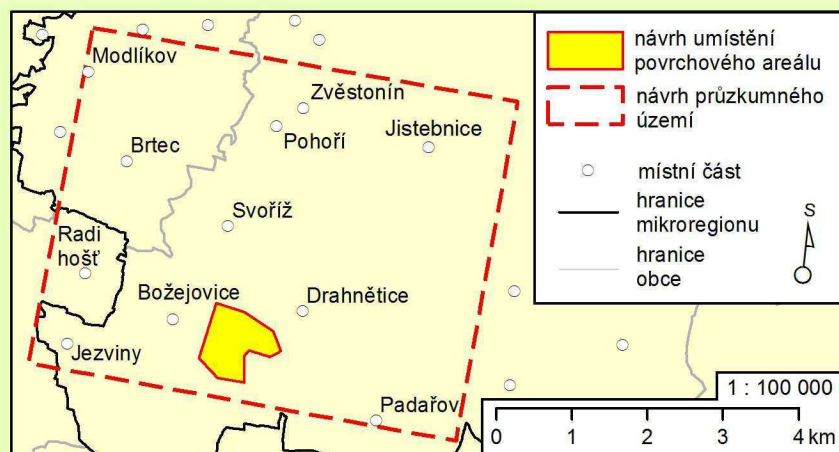 Modlíkov
Zvěstonín
Pohoří
Jistebnice
Brtec
Svoříž
Radi
hošť
Božejovice
Drahnětice
Jezviny
Padařov
návrh umístění
povrchového areálu
návrh průzkumného
území
místní část
hranice
mikroregionu
hranice
obce
S
1 : 100 000
0 1 2 3 4 km